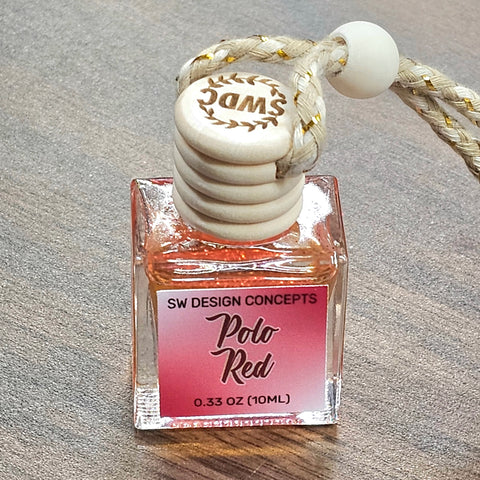 SWDC
SW DESIGN CONCEPTS
Polo
Red
0.33 OZ (10ML)